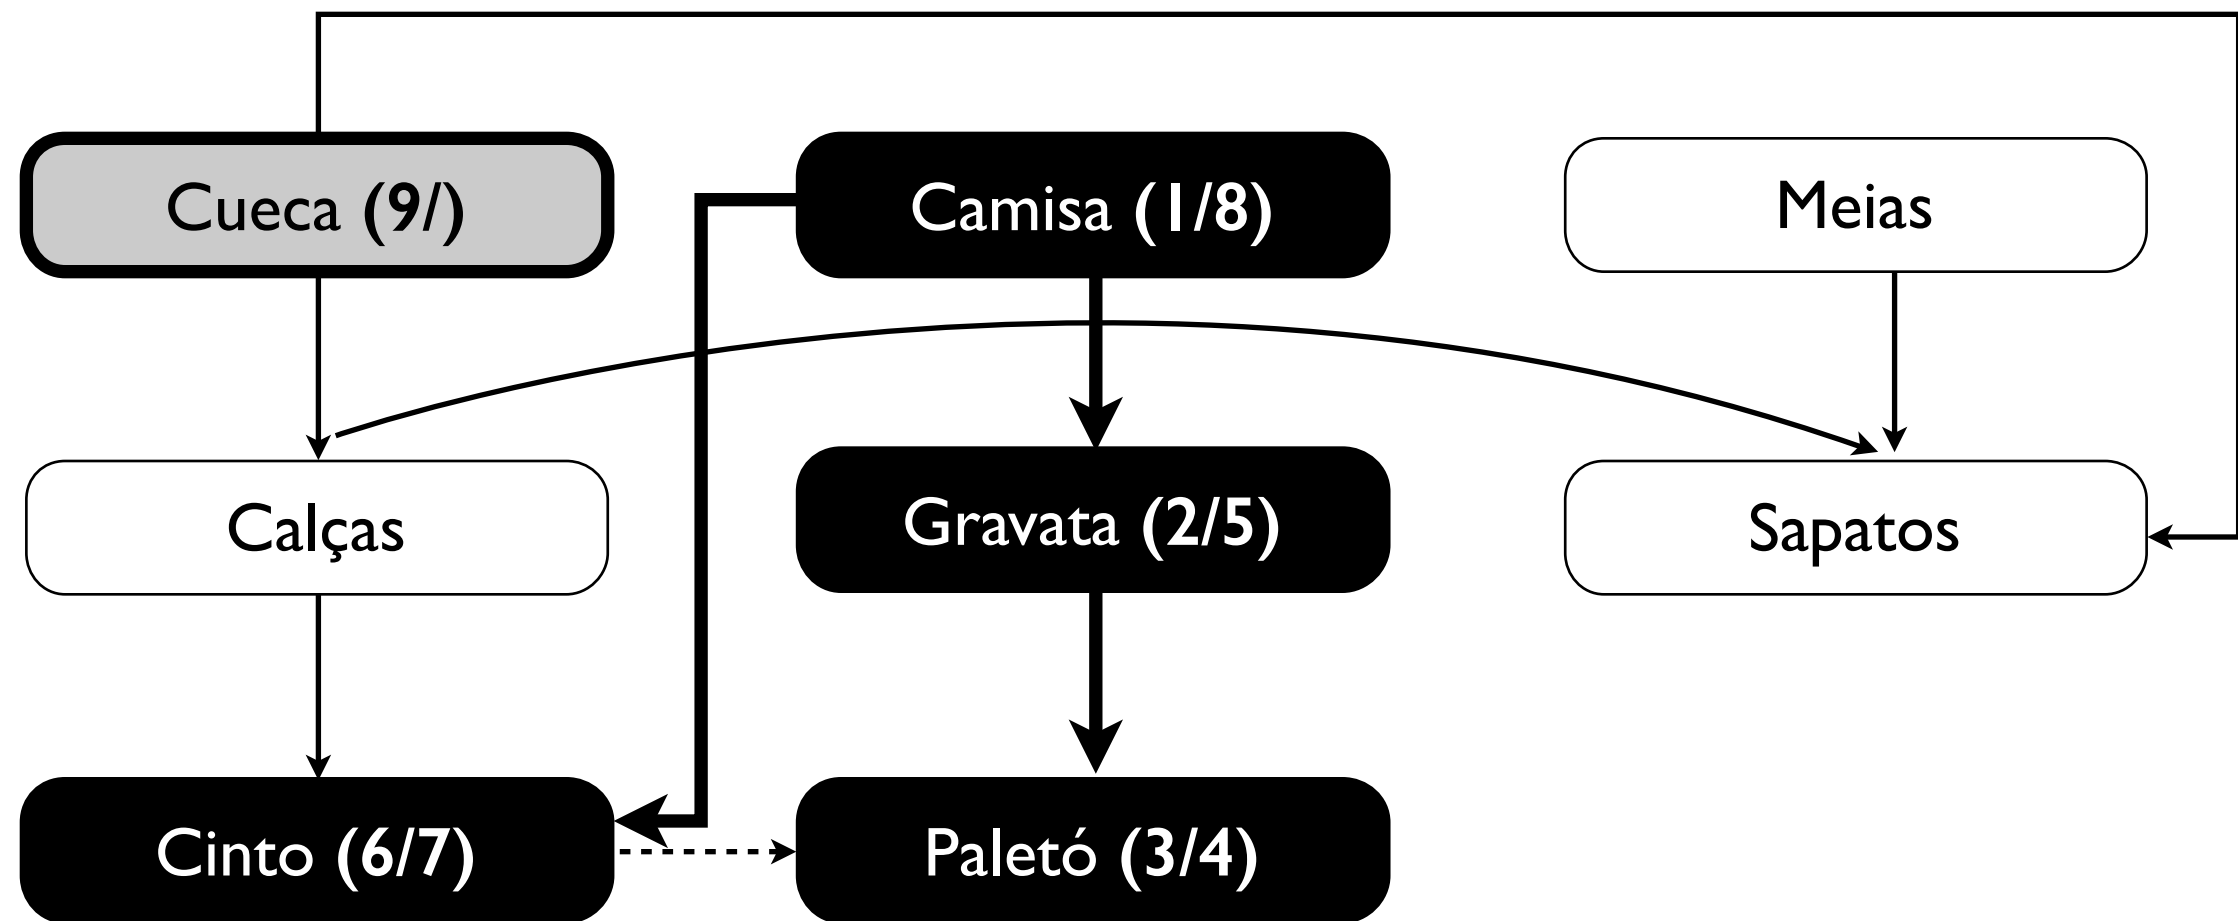 Cueca (9/)
Camisa (1/8)
Meias
Calças
Gravata (2/5)
Sapatos
Cinto (6/7)
Paletó (3/4)